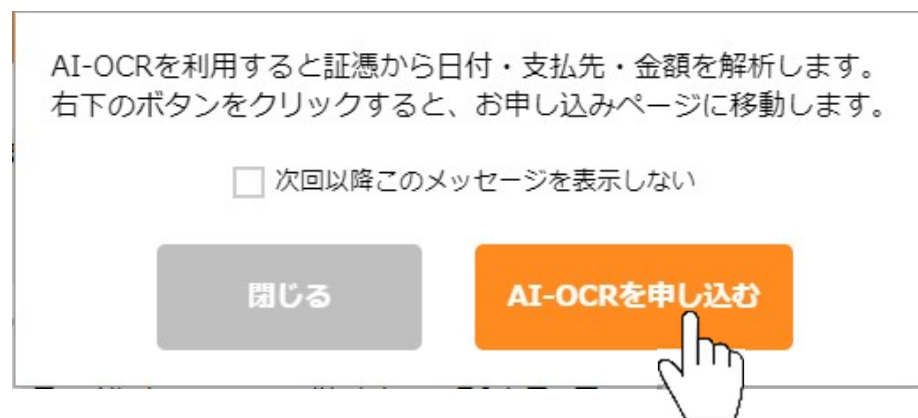 AI-OCRを利用すると証憑から日付・支払先・金額を解析します。
右下のボタンをクリックすると、お申し込みページに移動します。
次回以降このメッセージを表示しない
閉じる
AI-OCRを申し込む